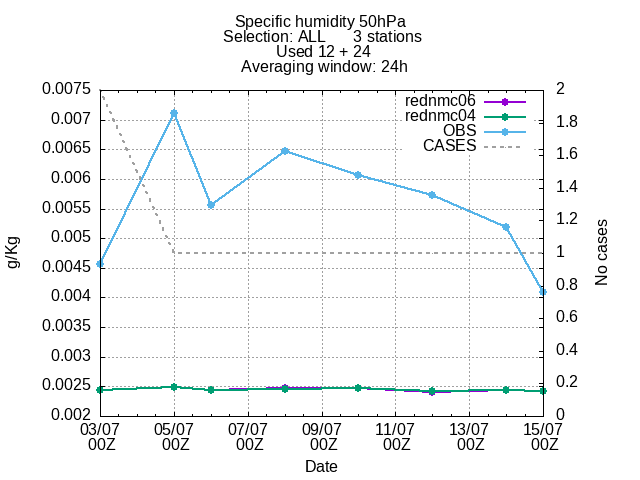 Specific humidity 50hPa
Selection: ALL 3 stations
Used 12 + 24
Averaging window: 24h
rednmc06
rednmc04
OBS
CASES
0.0075
0.007
0.0065
0.006
0.0055
0.005
0.0045
0.004
0.0035
0.003
0.0025
0.002
g/Kg
2
1.8
1.6
1.4
1.2
1
0.8
0.6
0.4
0.2
0
No cases
03/07 05/07 07/07 09/07 11/07 13/07 15/07
00Z 00Z 00Z 00Z 00Z 00Z 00Z
Date